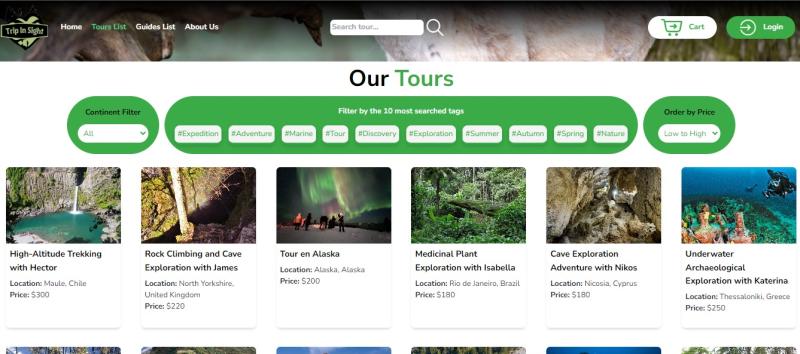 Trip In Sight
Home Tours List Guides List About Us
Search tour...
Cart
Login
Our Tours
Continent Filter
All
Filter by the 10 most searched tags
#Expedition #Adventure #Marine #Tour #Discovery #Exploration #Summer #Autumn #Spring #Nature
Order by Price
Low to High
High-Altitude Trekking
with Hector
Location: Maule, Chile
Price: $300
Rock Climbing and Cave
Exploration with James
Location: North Yorkshire,
United Kingdom
Price: $220
Tour en Alaska
Location: Alaska, Alaska
Price: $200
Medicinal Plant
Exploration with Isabella
Location: Rio de Janeiro, Brazil
Price: $180
Cave Exploration
Adventure with Nikos
Location: Nicosia, Cyprus
Price: $180
Underwater
Archaeological
Exploration with Katerina
Location: Thessaloniki, Greece
Price: $250